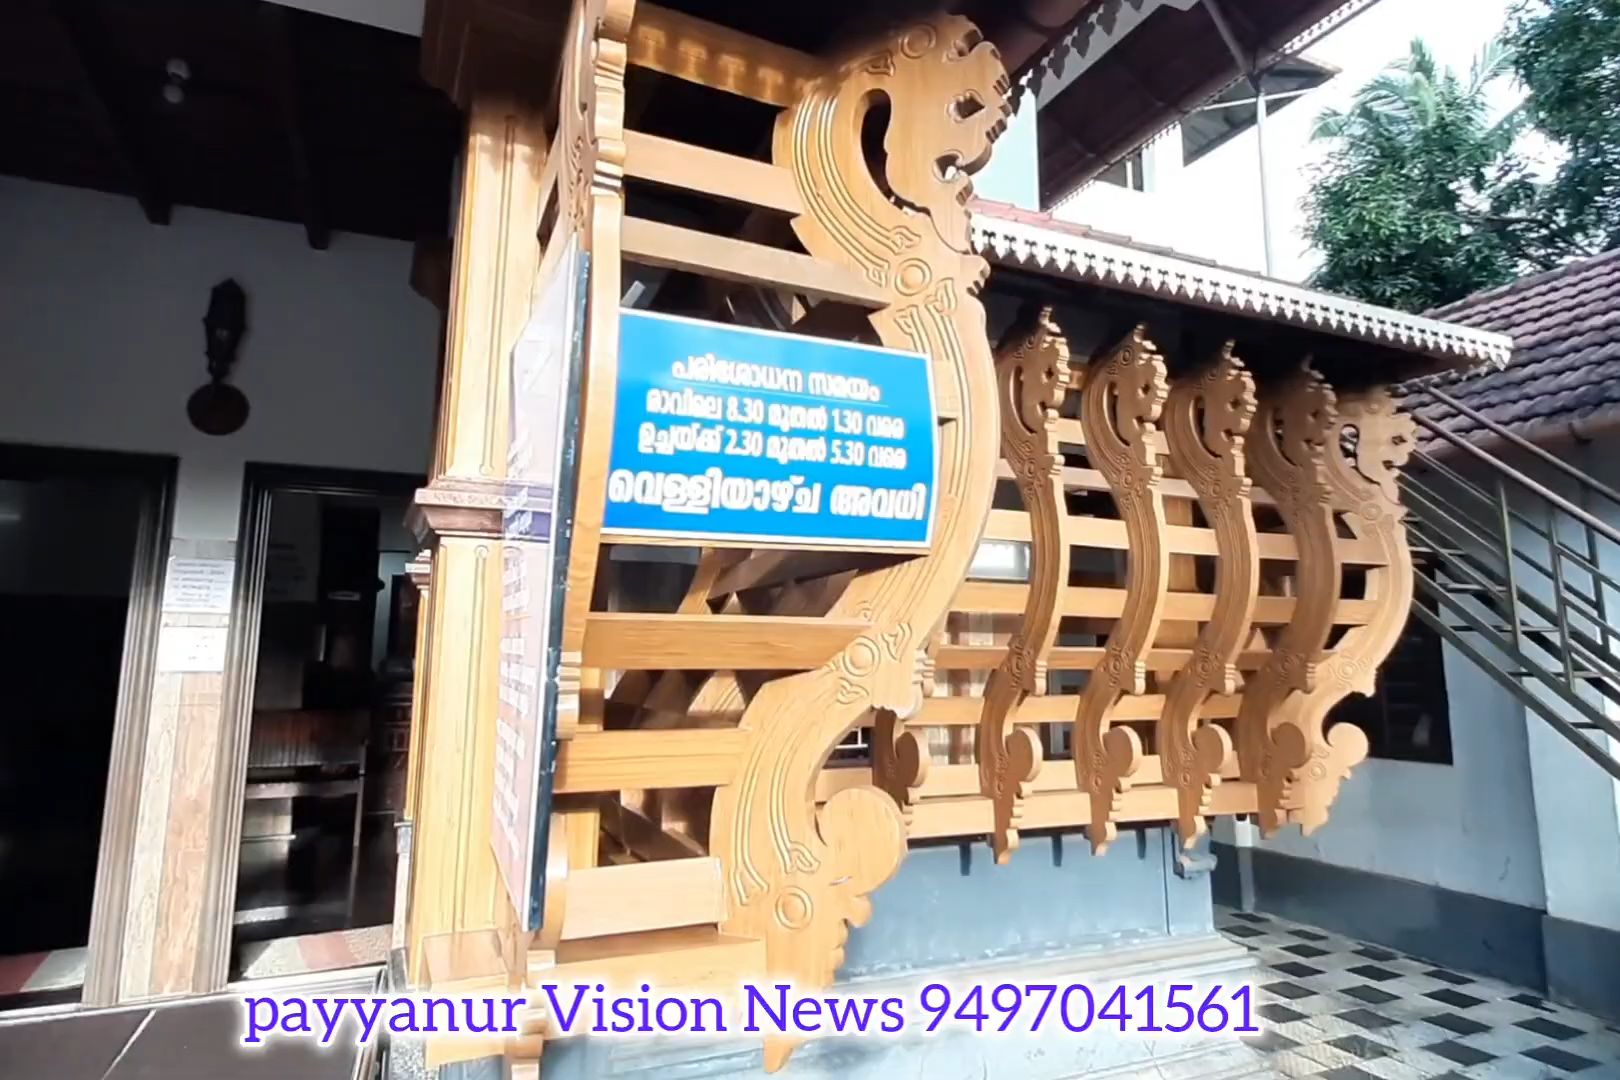 പരിശോധന സമയം
രാവിലെ 8.30 മുതൽ 1.30 വരെ
ഉച്ചയ്ക്ക് 2.30 മുതൽ 5.30 വരെ
വെള്ളിയാഴ്ച അവധി
payyanur Vision News 9497041561